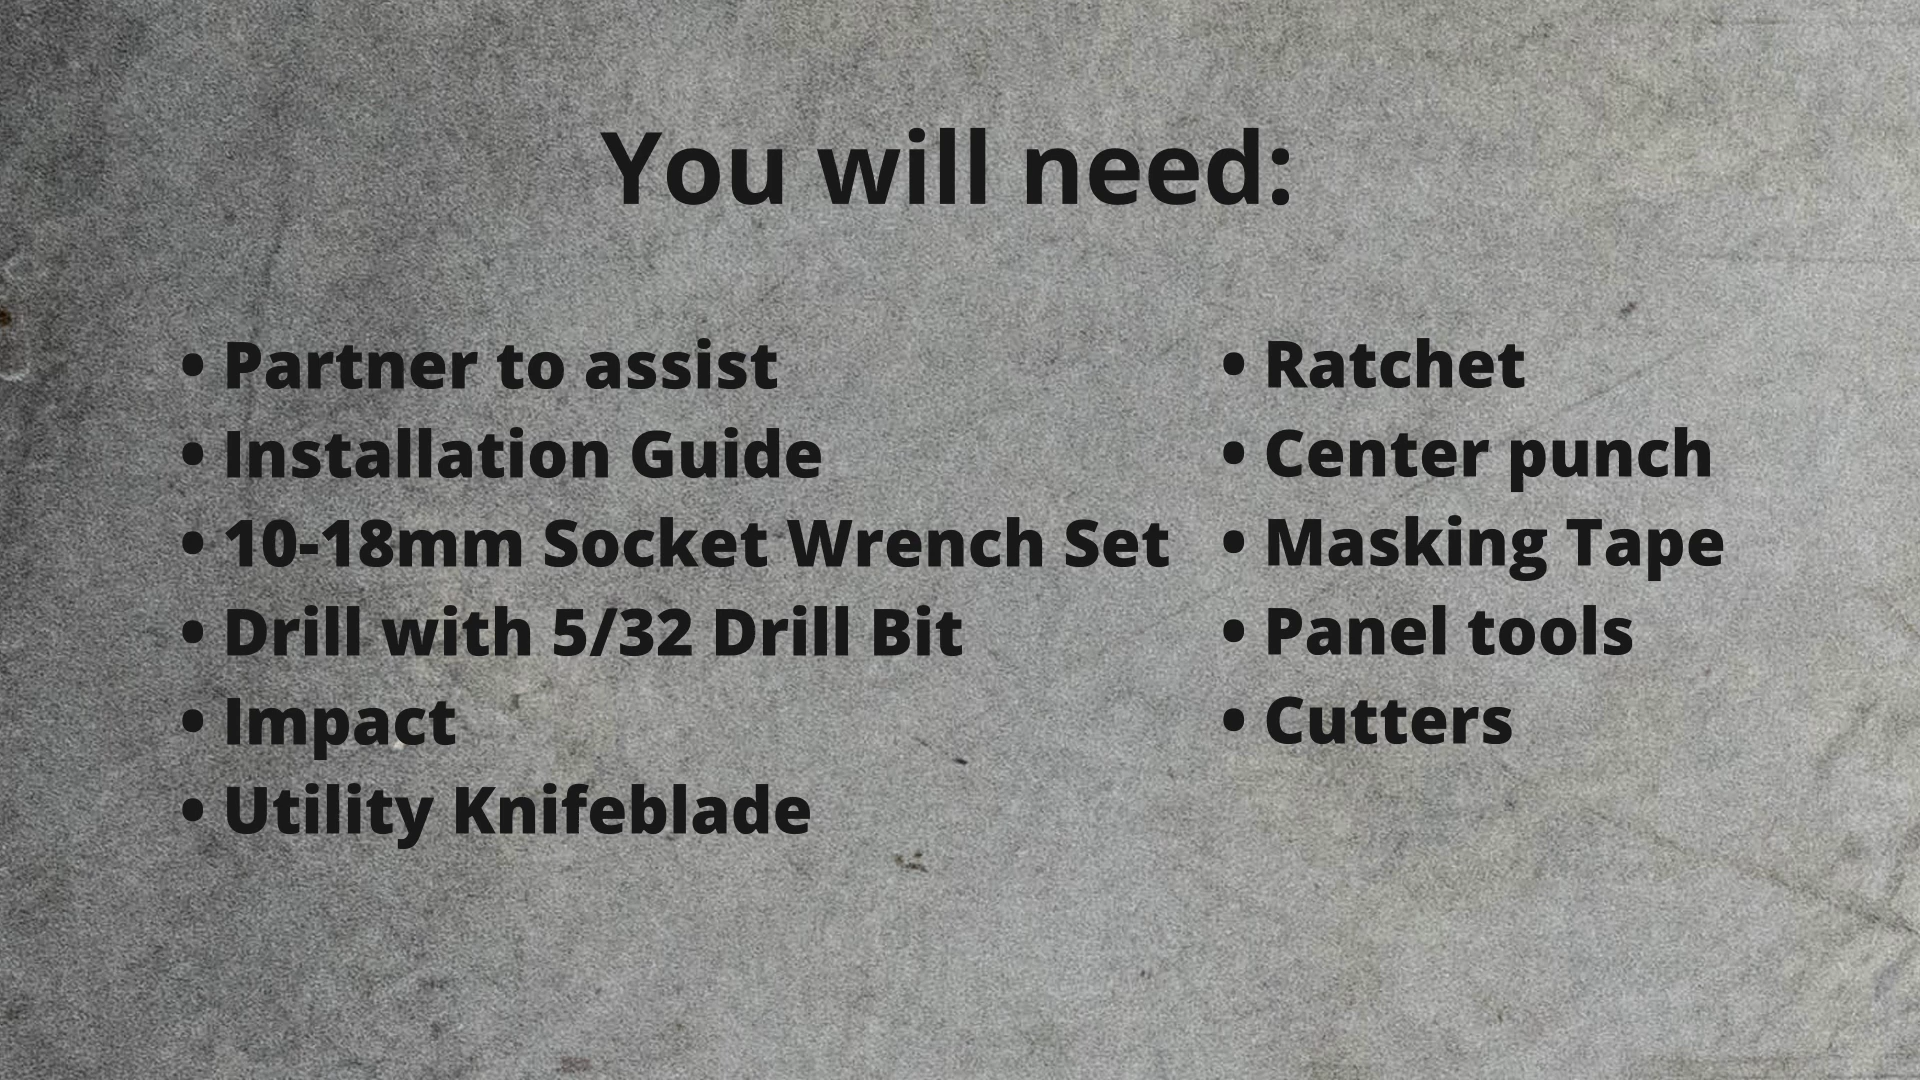 You will need:
• Partner to assist
• Installation Guide
• 10-18mm Socket Wrench Set
• Drill with 5/32 Drill Bit
• Impact
• Utility Knifeblade
• Ratchet
• Center punch
• Masking Tape
• Panel tools
• Cutters